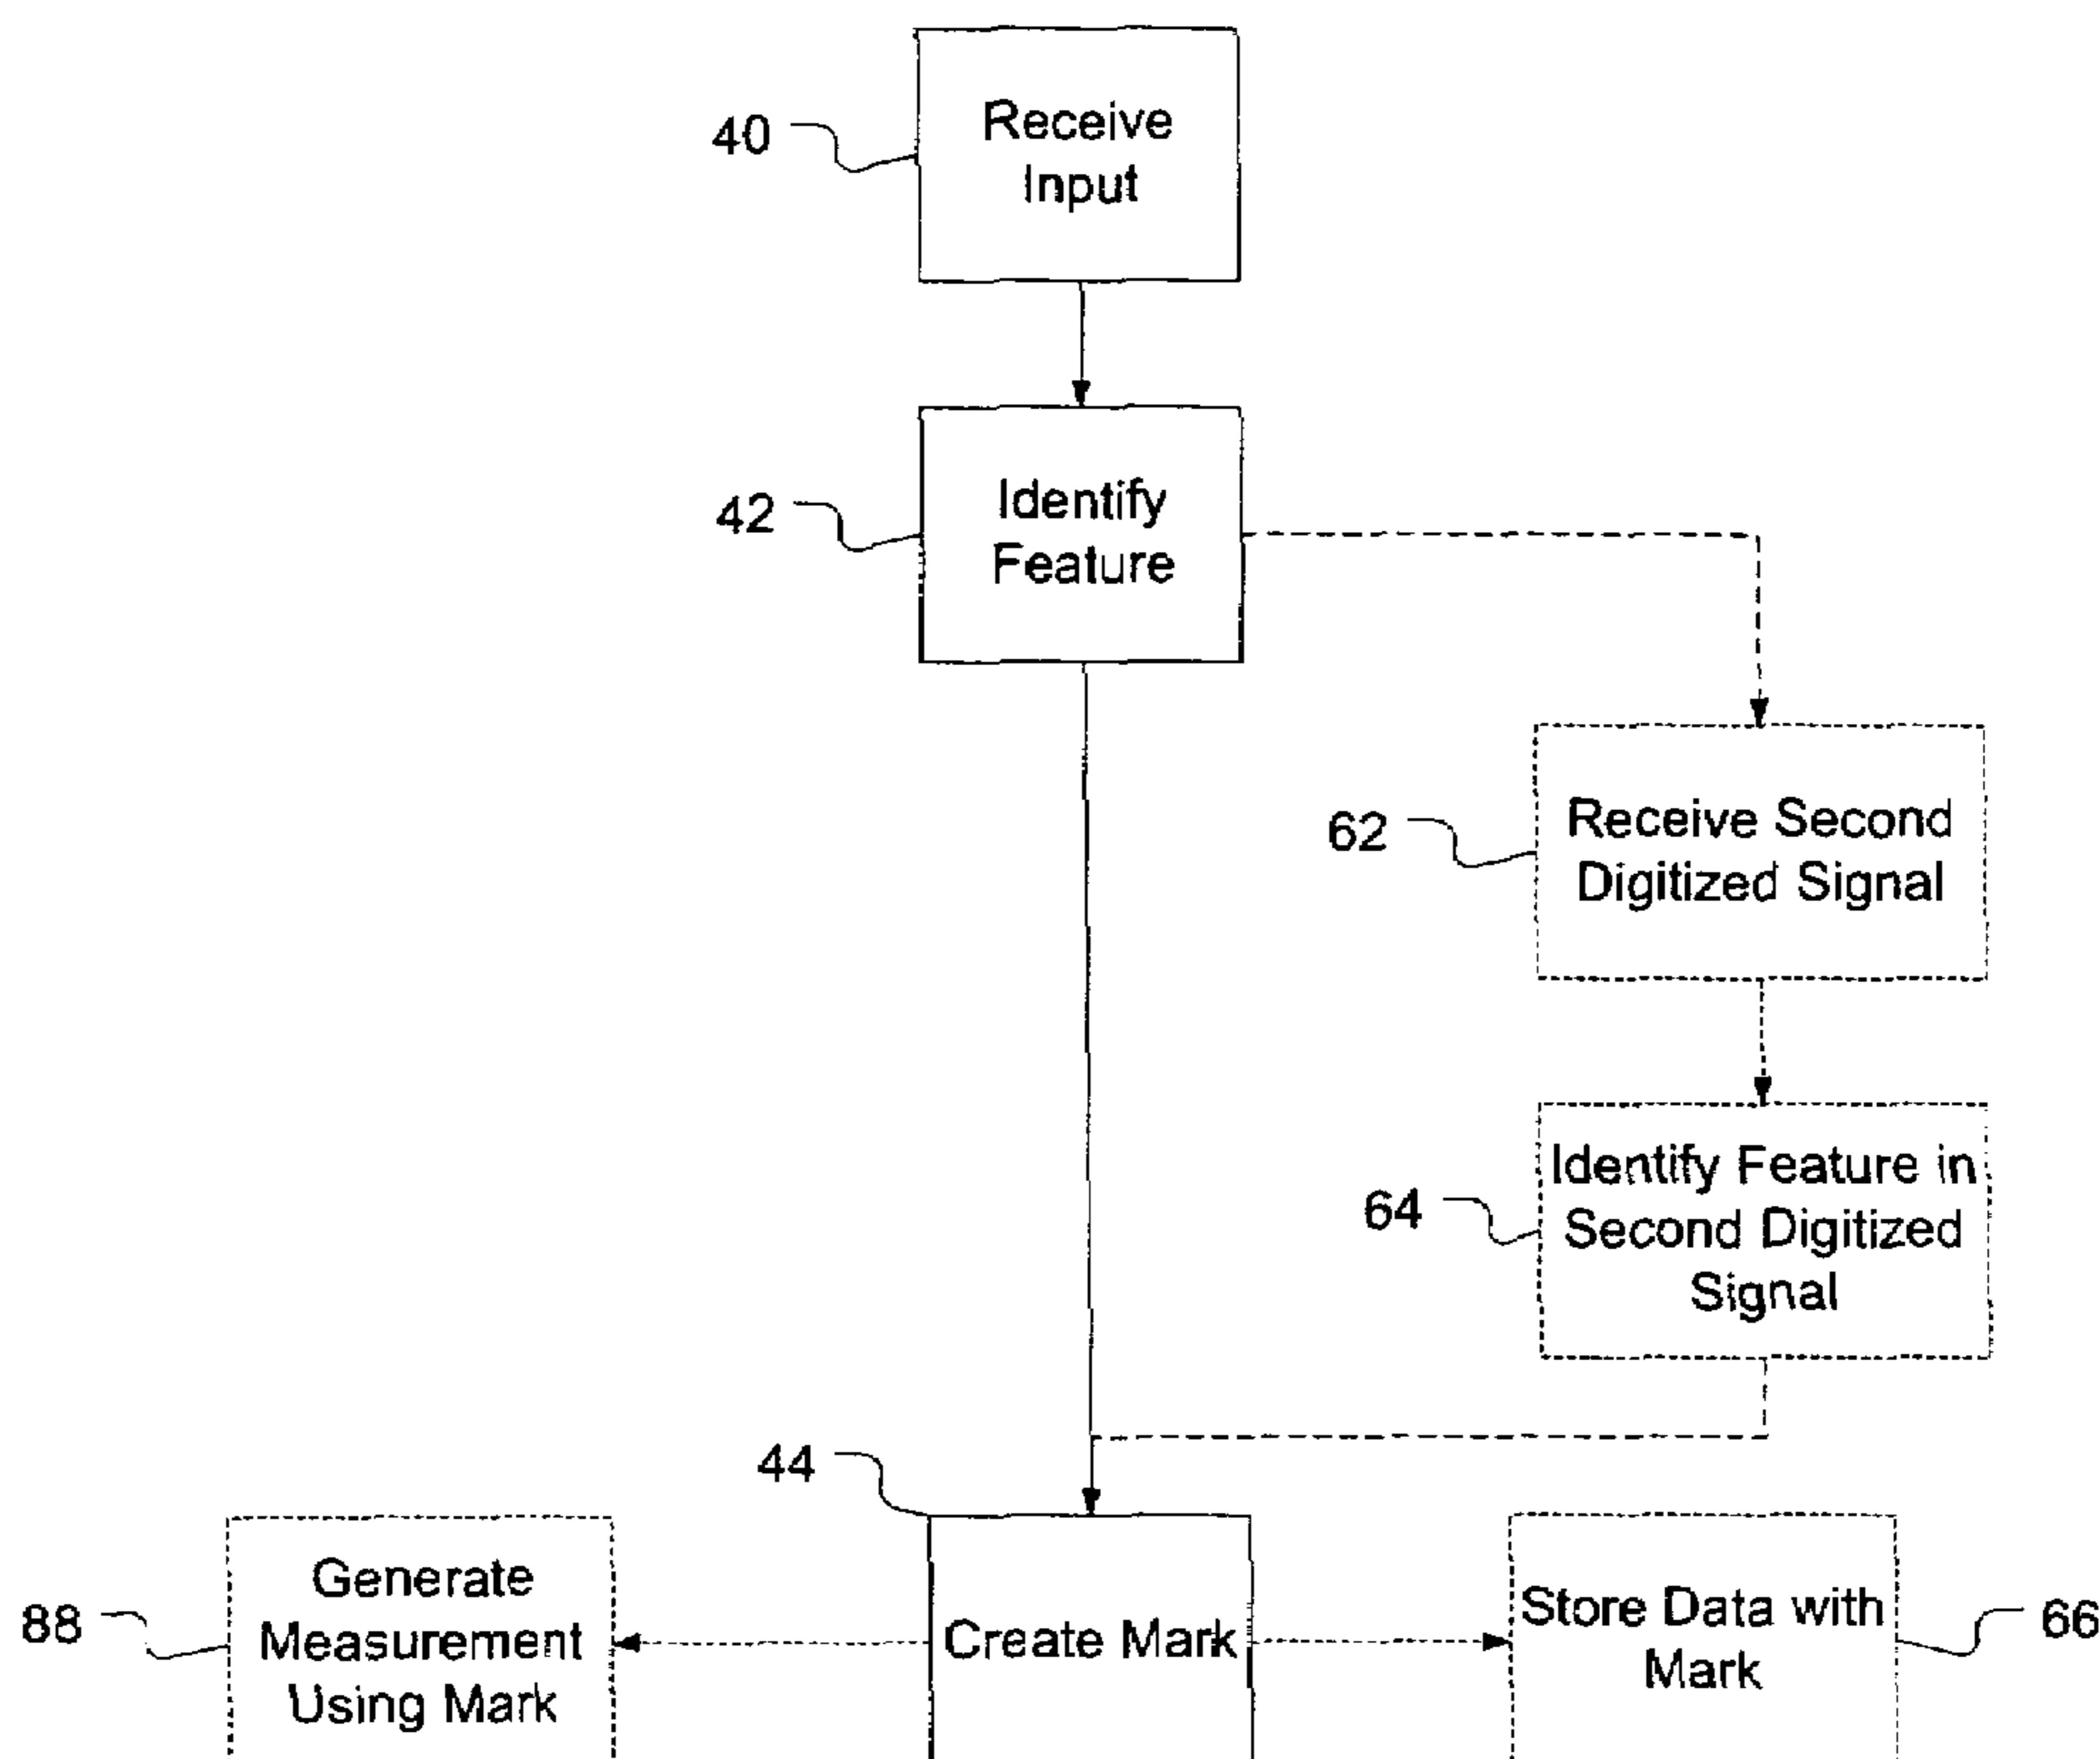 40
Receive
Input
42
Identify
Feature
62
Receive Second
Digitized Signal
64
Identify Feature in
Second Digitized
Signal
44
88
Generate
Measurement
Using Mark
Create Mark
Store Data with
Mark
66